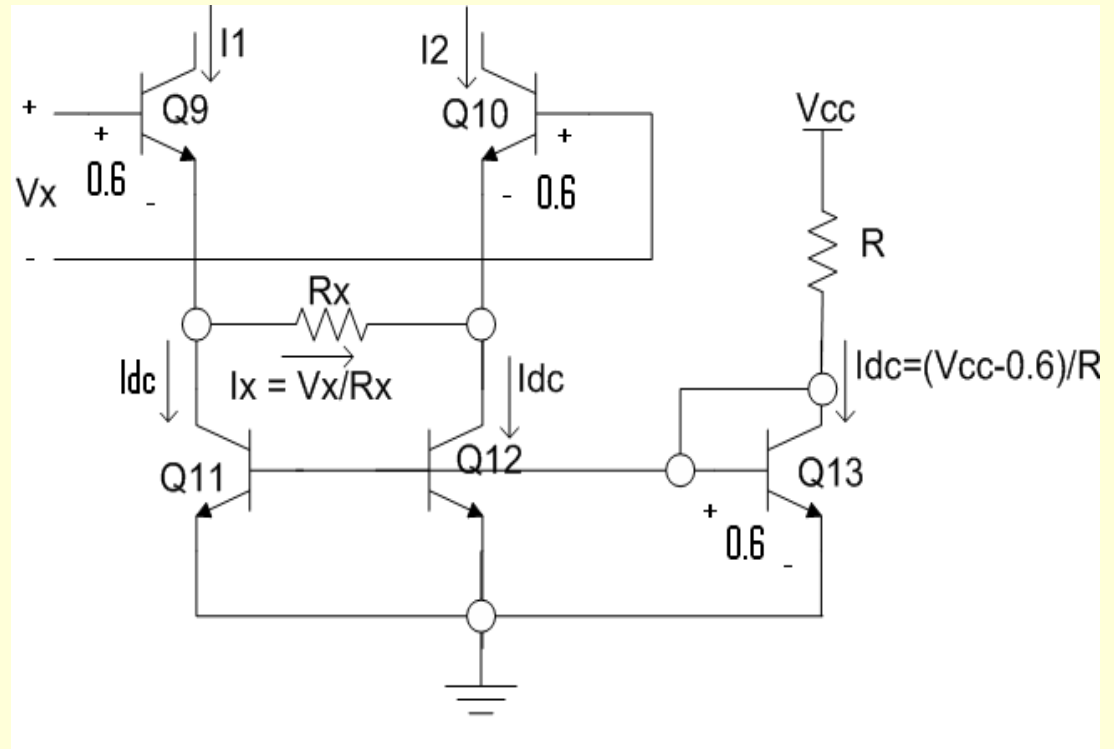 I1
I2
+
Q9
Q10
Vcc
+
+
Vx
0.6
-
-
0.6
-
R
Rx
Idc
Ix = Vx/Rx
Idc
Idc=(Vcc-0.6)/R
Q11
Q12
Q13
+
0.6
-